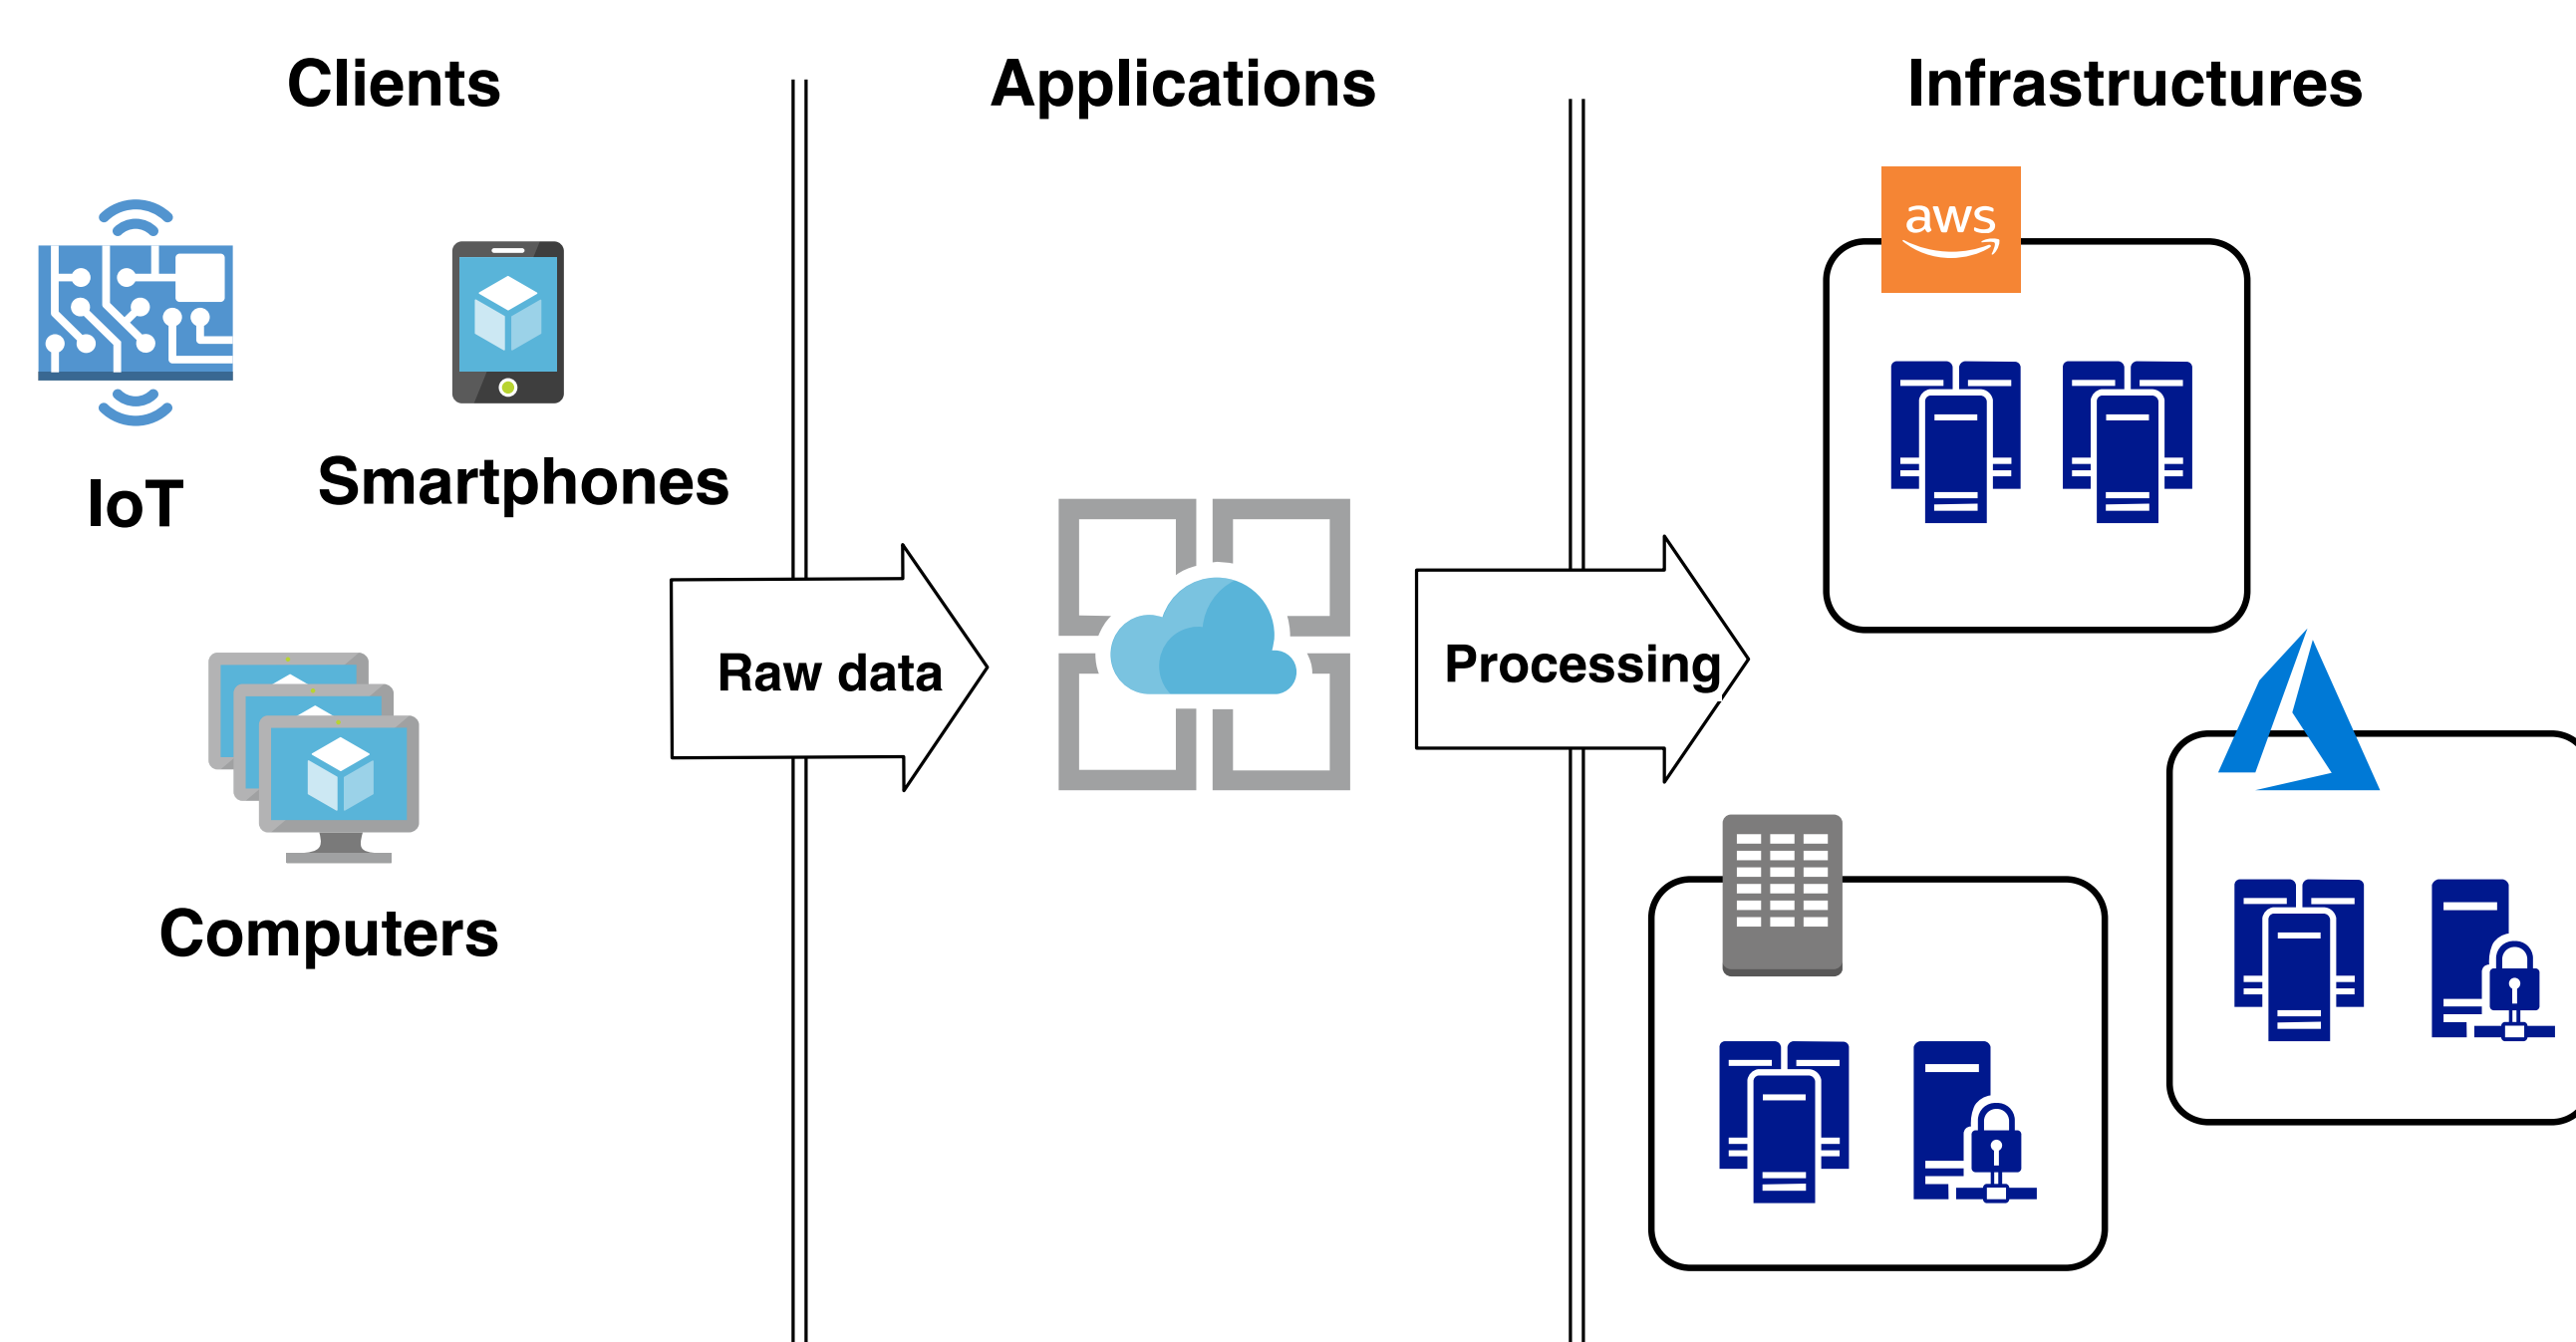 Clients
Applications
Infrastructures
aws
IoT
Smartphones
Raw data
Processing
Computers